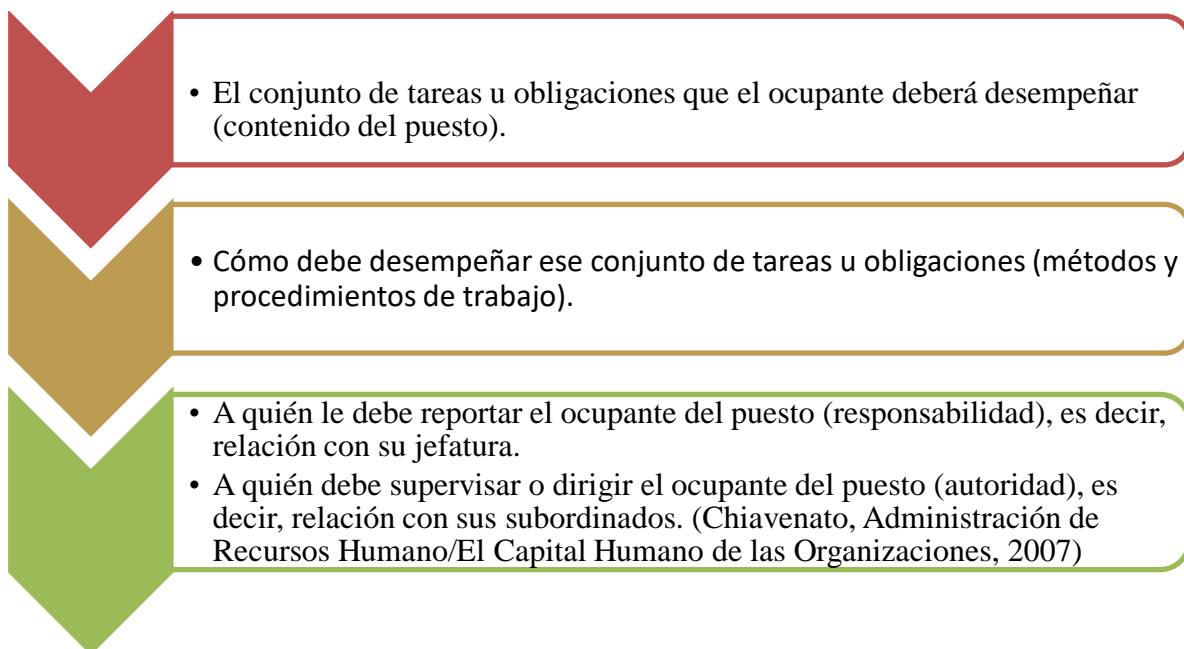 • El conjunto de tareas u obligaciones que el ocupante deberá desempeñar
(contenido del puesto).
• Cómo debe desempeñar ese conjunto de tareas u obligaciones (métodos y
procedimientos de trabajo).
• A quién le debe reportar el ocupante del puesto (responsabilidad), es decir,
relación con su jefatura.
• A quién debe supervisar o dirigir el ocupante del puesto (autoridad), es
decir, relación con sus subordinados. (Chiavenato, Administración de
Recursos Humano/El Capital Humano de las Organizaciones, 2007)